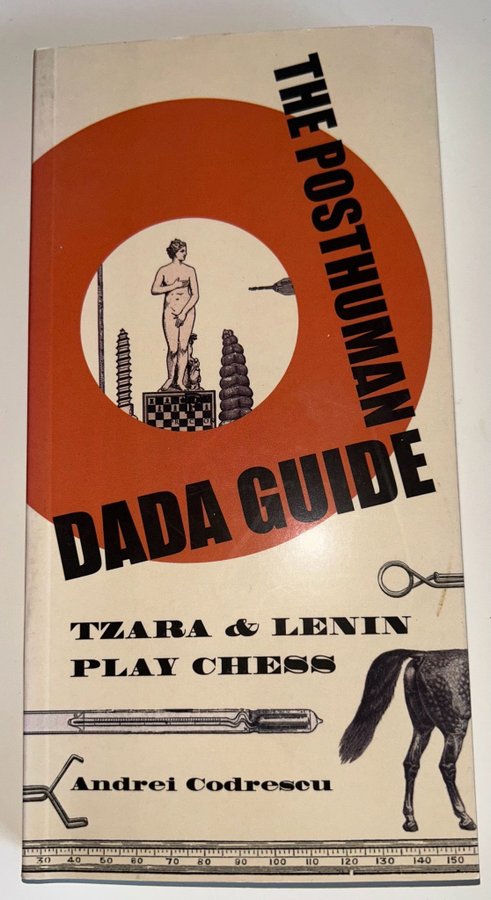 THE POSTHUMAN
DADA GUIDE
TZARA & LENIN
PLAY CHESS
Andrei Codrescu
30 40 50 60 70 80 90 100 110 120 130 140 150